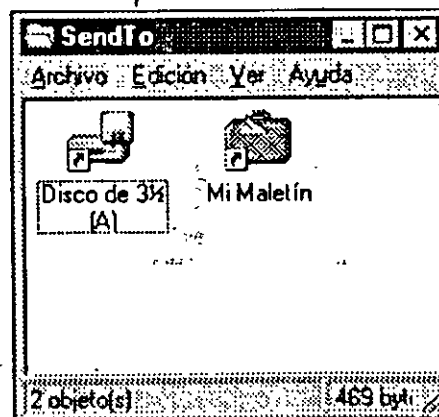 SendTo
Archivo Edición Ver Ayuda
Disco de 3½ (A)
Mi Maletín
2 objeto(s) 469 byt